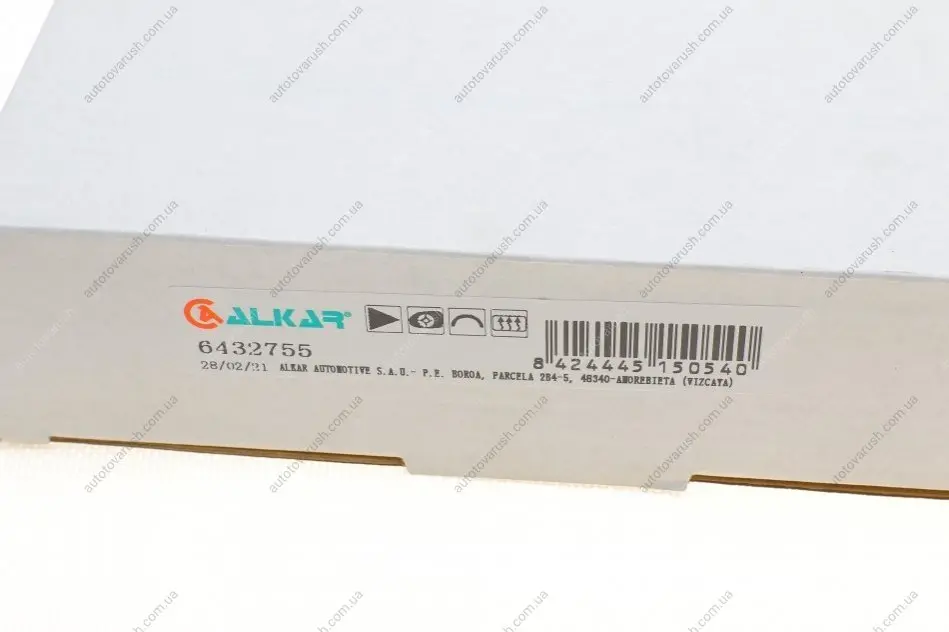 ALKAR
6432755
8 424445 150540
28/02/21 ALKAR AUTOMOTIVE S.A.U.- P.E. BOROA, PARCELA 2B4-5, 48340-AMOREBIETA (VIZCAYA)
autotovarush.com.ua